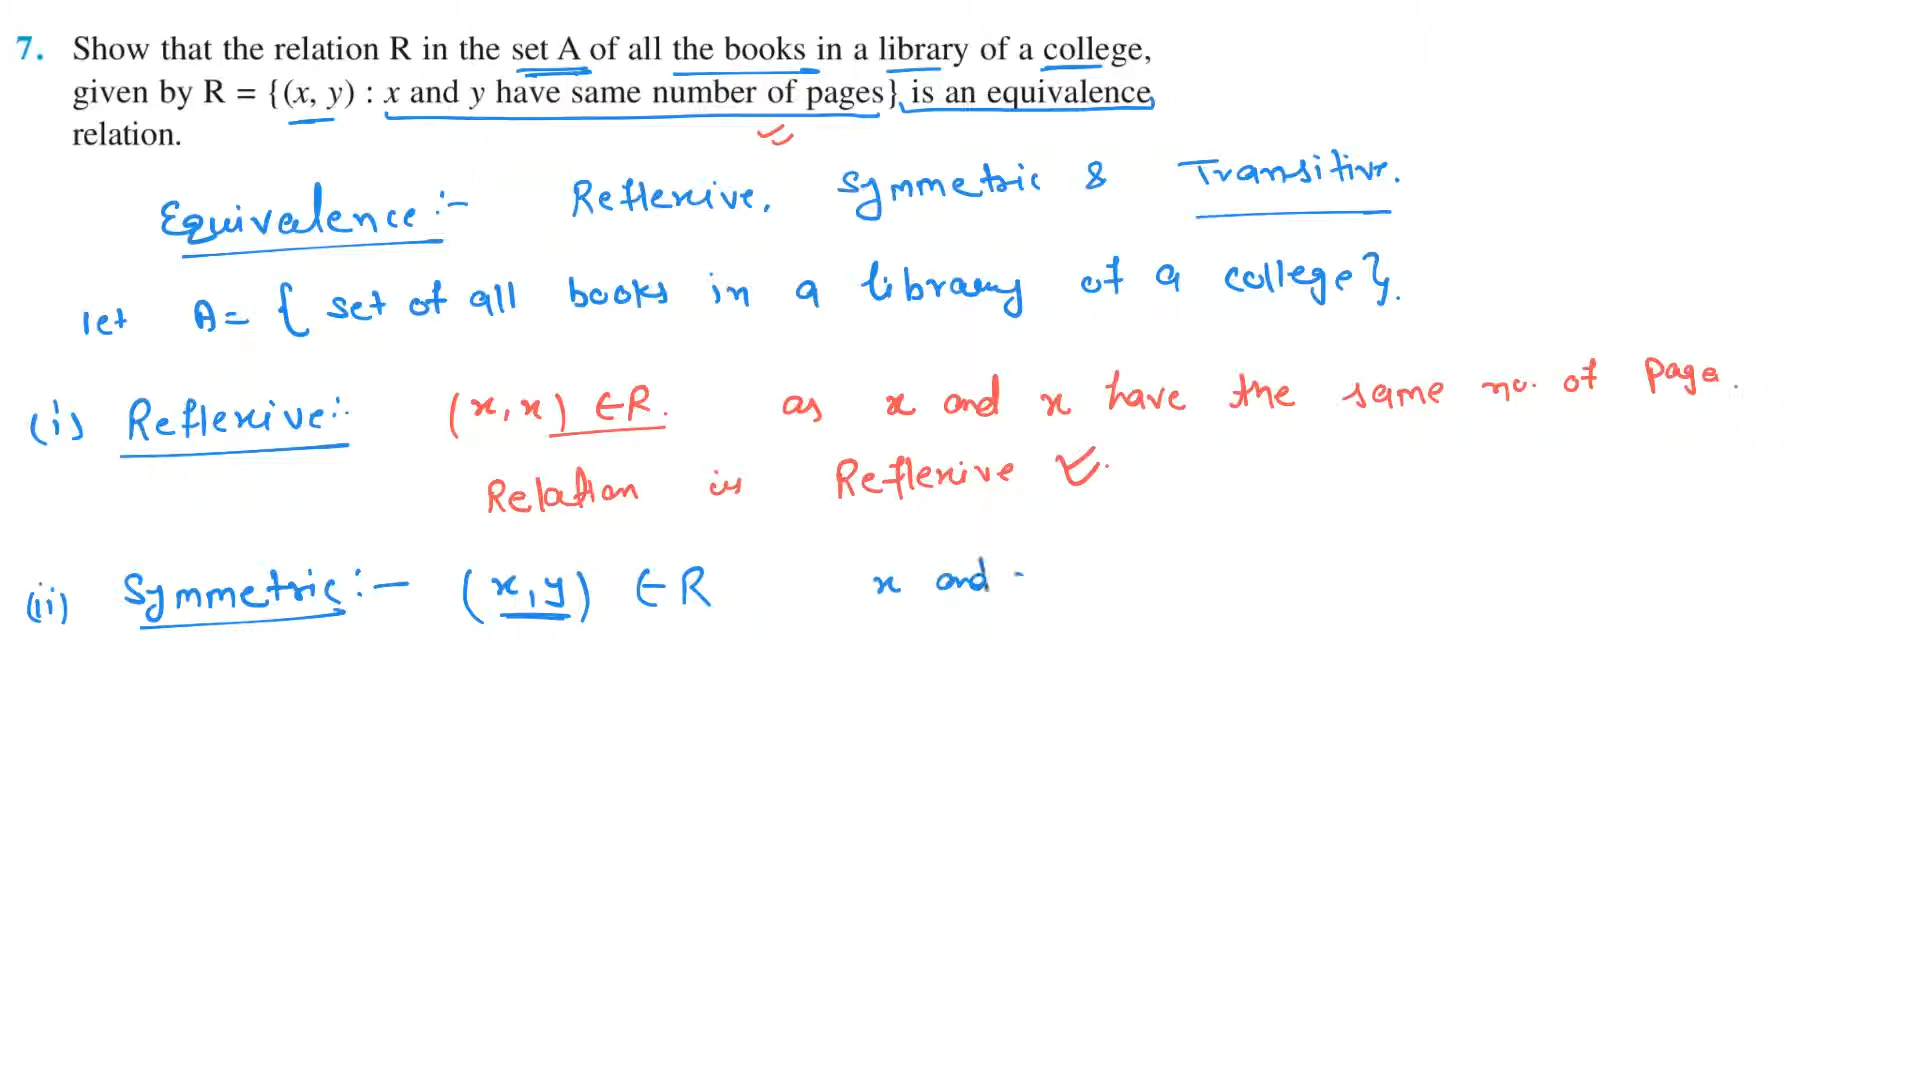 7. Show that the relation R in the set A of all the books in a library of a college,
given by R = {(x, y) : x and y have same number of pages} is an equivalence
relation.
Equivalence :- Reflexive, Symmetric & Transitive.
let A = { set of all books in a library of a college}.
(i) Reflexive:- (x, x) ∈ R. as x and x have the same no. of page.
Relation is Reflexive
(ii) Symmetric :- (x, y) ∈ R x and